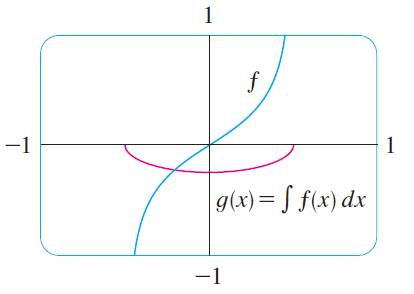 1
f
−1
1
g(x) = ∫ f(x) dx
−1